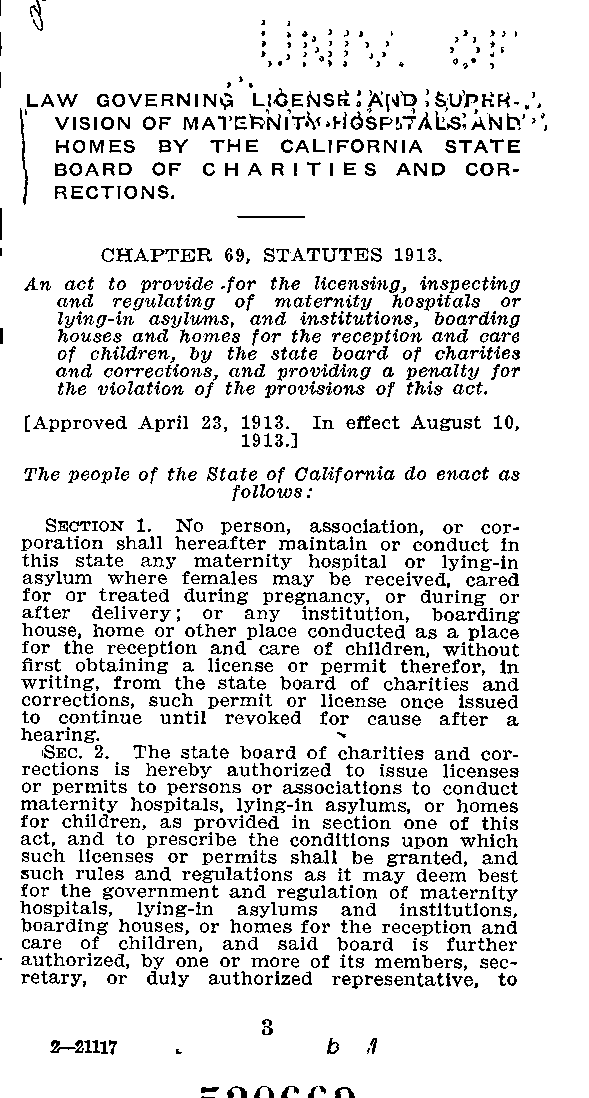 UNIV. OF
LAW GOVERNING LICENSE AND SUPER-
VISION OF MATERNITY HOSPITALS AND
HOMES BY THE CALIFORNIA STATE
BOARD OF CHARITIES AND COR-
RECTIONS.
CHAPTER 69, STATUTES 1913.
An act to provide for the licensing, inspecting
and regulating of maternity hospitals or
lying-in asylums, and institutions, boarding
houses and homes for the reception and care
of children, by the state board of charities
and corrections, and providing a penalty for
the violation of the provisions of this act.
[Approved April 23, 1913. In effect August 10,
1913.]
The people of the State of California do enact as
follows:
SECTION 1. No person, association, or cor-
poration shall hereafter maintain or conduct in
this state any maternity hospital or lying-in
asylum where females may be received, cared
for or treated during pregnancy, or during or
after delivery; or any institution, boarding
house, home or other place conducted as a place
for the reception and care of children, without
first obtaining a license or permit therefor, in
writing, from the state board of charities and
corrections, such permit or license once issued
to continue until revoked for cause after a
hearing.
SEC. 2. The state board of charities and cor-
rections is hereby authorized to issue licenses
or permits to persons or associations to conduct
maternity hospitals, lying-in asylums, or homes
for children, as provided in section one of this
act, and to prescribe the conditions upon which
such licenses or permits shall be granted, and
such rules and regulations as it may deem best
for the government and regulation of maternity
hospitals, lying-in asylums and institutions,
boarding houses, or homes for the reception and
care of children, and said board is further
authorized, by one or more of its members, sec-
retary, or duly authorized representative, to
3
2—21117
b